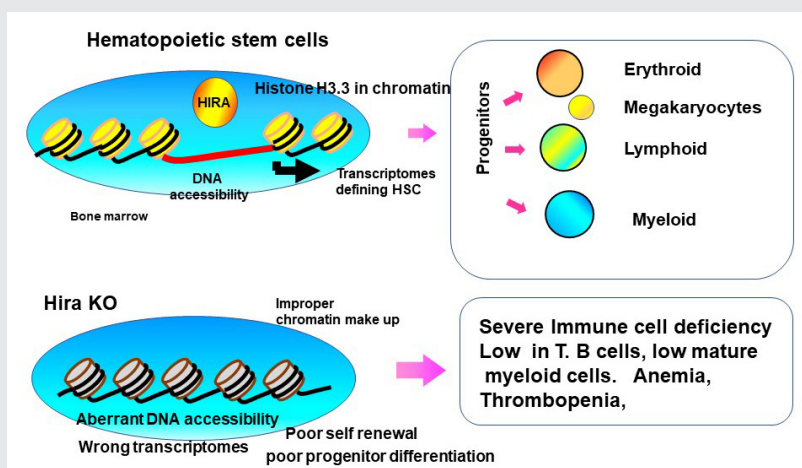 Hematopoietic stem cells
HIRA
Histone H3.3 in chromatin
DNA
accessibility
Transcriptomes
defining HSC
Bone marrow
Progenitors
Erythroid
Megakaryocytes
Lymphoid
Myeloid
Hira KO
Improper
chromatin make up
Aberrant DNA accessibility
Wrong transcriptomes
Poor self renewal
poor progenitor differentiation
Severe Immune cell deficiency
Low in T. B cells, low mature
myeloid cells. Anemia,
Thrombopenia,